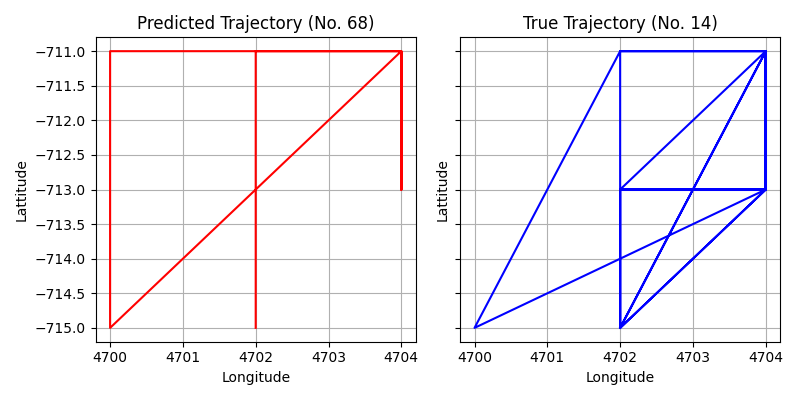 Predicted Trajectory (No. 68)
True Trajectory (No. 14)
−711.0
−711.5
−712.0
−712.5
−713.0
−713.5
−714.0
−714.5
−715.0
Lattitude
Lattitude
4700 4701 4702 4703 4704
4700 4701 4702 4703 4704
Longitude
Longitude